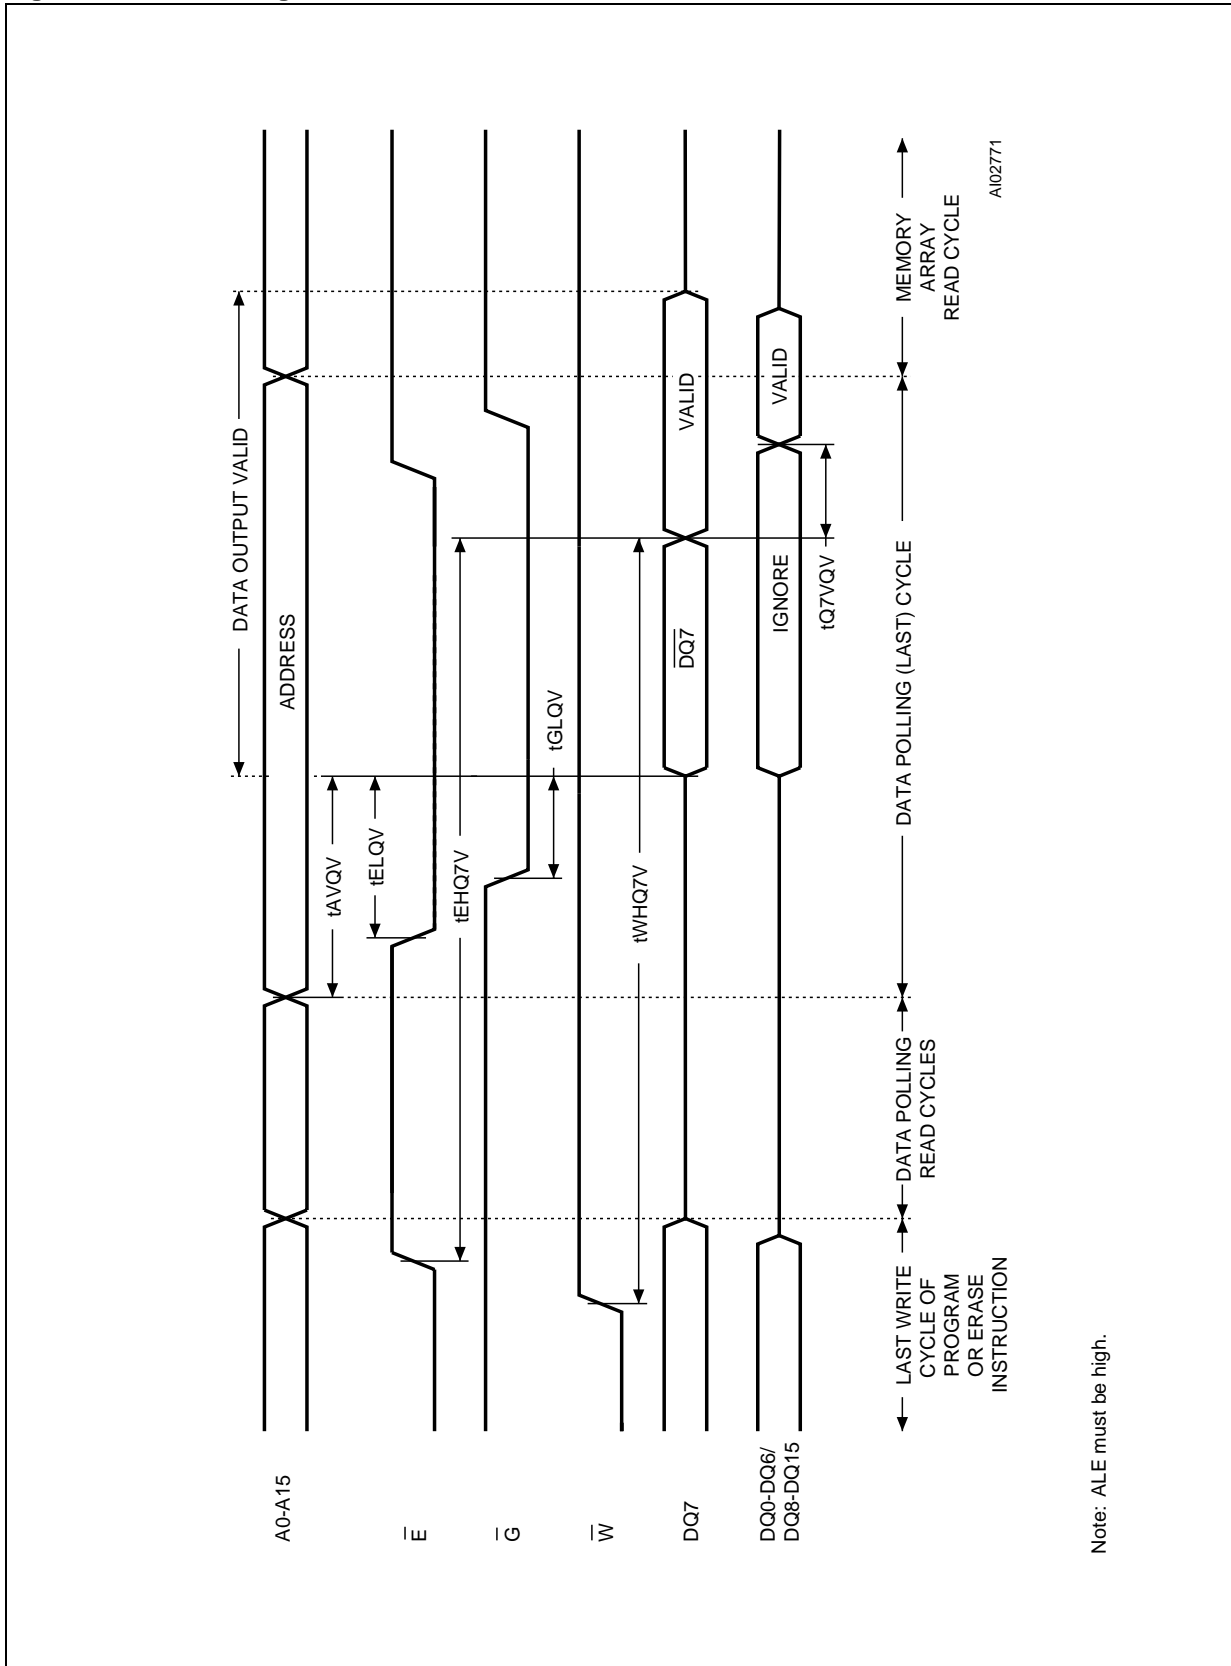 A0-A15
E
G
W
DQ7
DQ0-DQ6/
DQ8-DQ15
DATA OUTPUT VALID
ADDRESS
tAVQV
tELQV
tEHQ7V
tGLQV
tWHQ7V
DQ7
VALID
IGNORE
VALID
tQ7VQV
LAST WRITE
CYCLE OF
PROGRAM
OR ERASE
INSTRUCTION
DATA POLLING
READ CYCLES
DATA POLLING (LAST) CYCLE
MEMORY
ARRAY
READ CYCLE
AI02771
Note: ALE must be high.